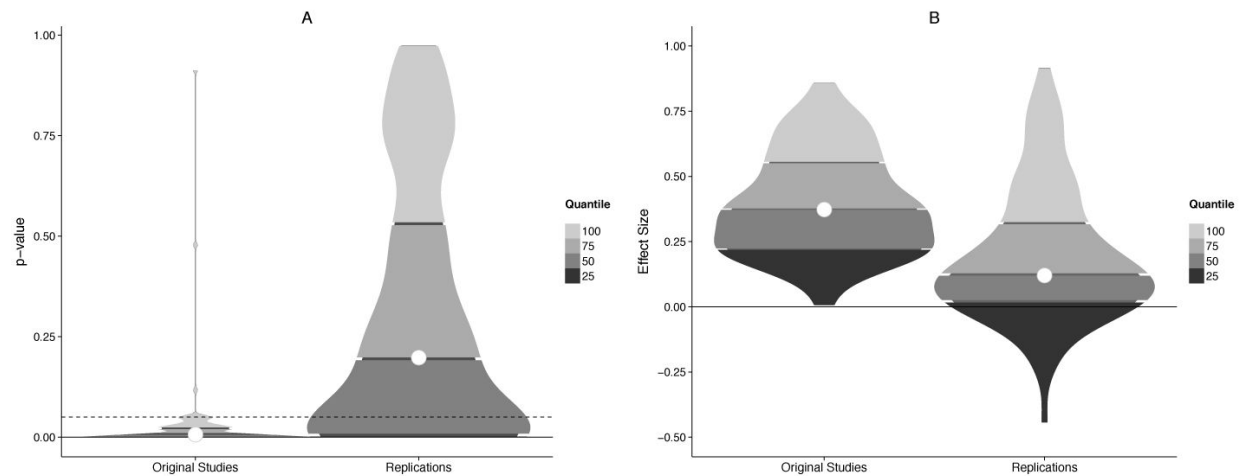 A
p-value
1.00
0.75
0.50
0.25
0.00
Original Studies
Replications
Quantile
100
75
50
25
B
Effect Size
1.00
0.75
0.50
0.25
0.00
−0.25
−0.50
Original Studies
Replications
Quantile
100
75
50
25